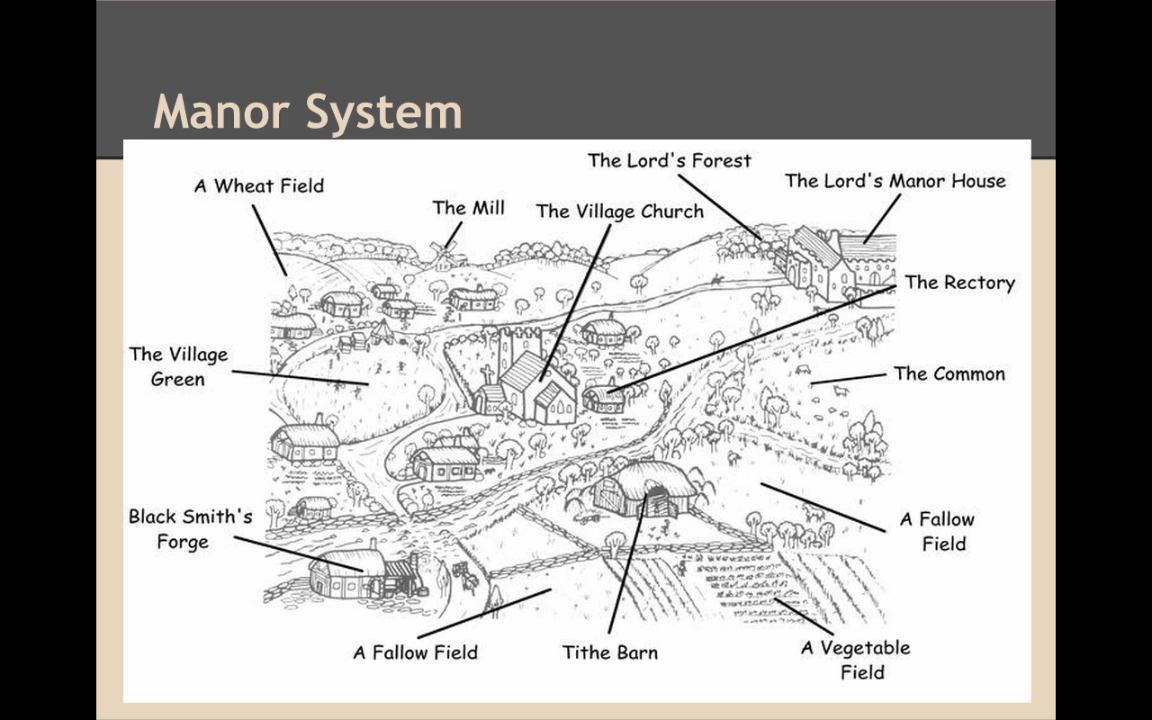 Manor System
The Lord's Forest
A Wheat Field
The Lord's Manor House
The Mill
The Village Church
The Rectory
The Village
Green
The Common
Black Smith's
Forge
A Fallow
Field
A Fallow Field
Tithe Barn
A Vegetable
Field